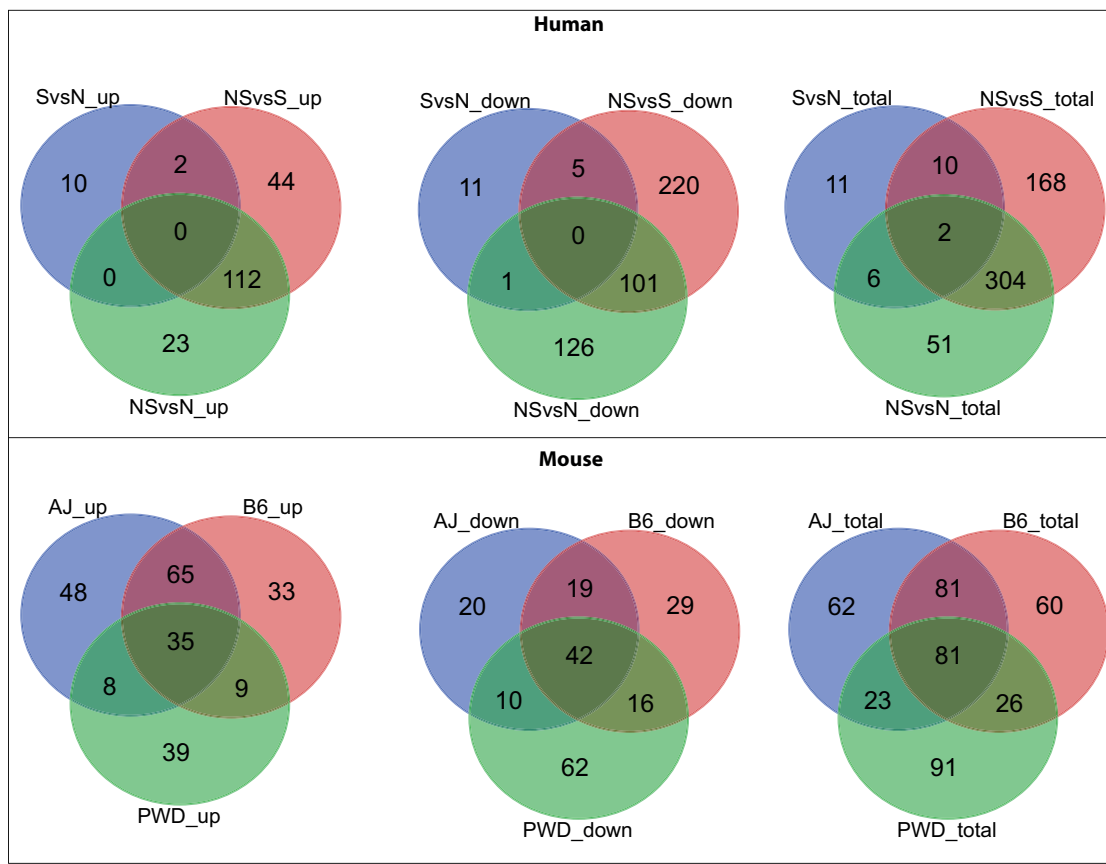 Human
SvsN_up
NSvsS_up
10
2
44
0
0
112
23
NSvsN_up
SvsN_down
NSvsS_down
11
5
220
0
1
101
126
NSvsN_down
SvsN_total
NSvsS_total
11
10
168
2
6
304
51
NSvsN_total
Mouse
AJ_up
B6_up
48
65
33
35
8
9
39
PWD_up
AJ_down
B6_down
20
19
29
42
10
16
62
PWD_down
AJ_total
B6_total
62
81
60
81
23
26
91
PWD_total